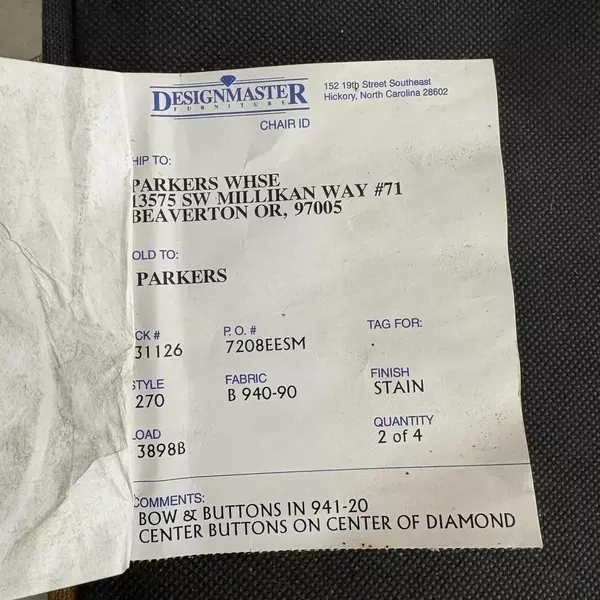 DESIGNMASTER
FURNITURE
152 19th Street Southeast
Hickory, North Carolina 28602
CHAIR ID
HIP TO:
PARKERS WHSE
13575 SW MILLIKAN WAY #71
BEAVERTON OR, 97005
OLD TO:
PARKERS
CK # P.O. # TAG FOR:
31126 7208EESM
STYLE FABRIC FINISH
270 B 940-90 STAIN
LOAD QUANTITY
3898B 2 of 4
COMMENTS:
BOW & BUTTONS IN 941-20
CENTER BUTTONS ON CENTER OF DIAMOND